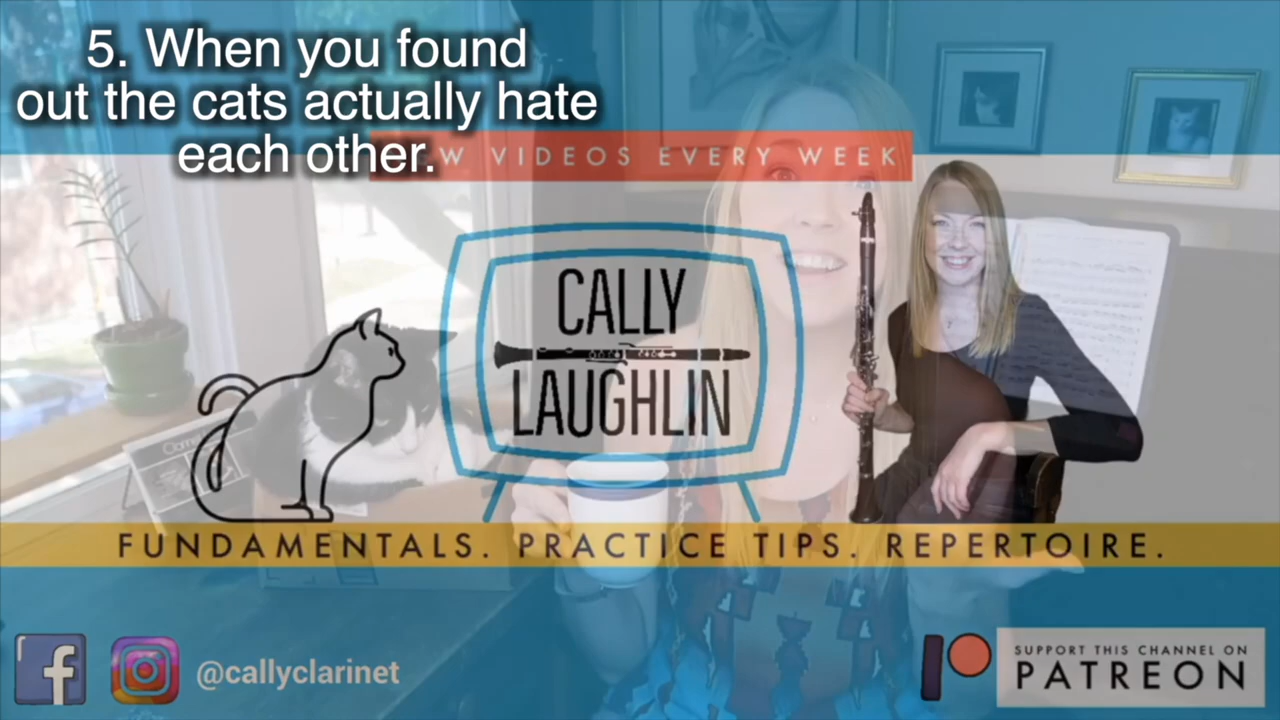 5. When you found
out the cats actually hate
each other.
W VIDEOS EVERY WEEK
CALLY
LAUGHLIN
FUNDAMENTALS. PRACTICE TIPS. REPERTOIRE.
@callyclarinet
SUPPORT THIS CHANNEL ON
PATREON